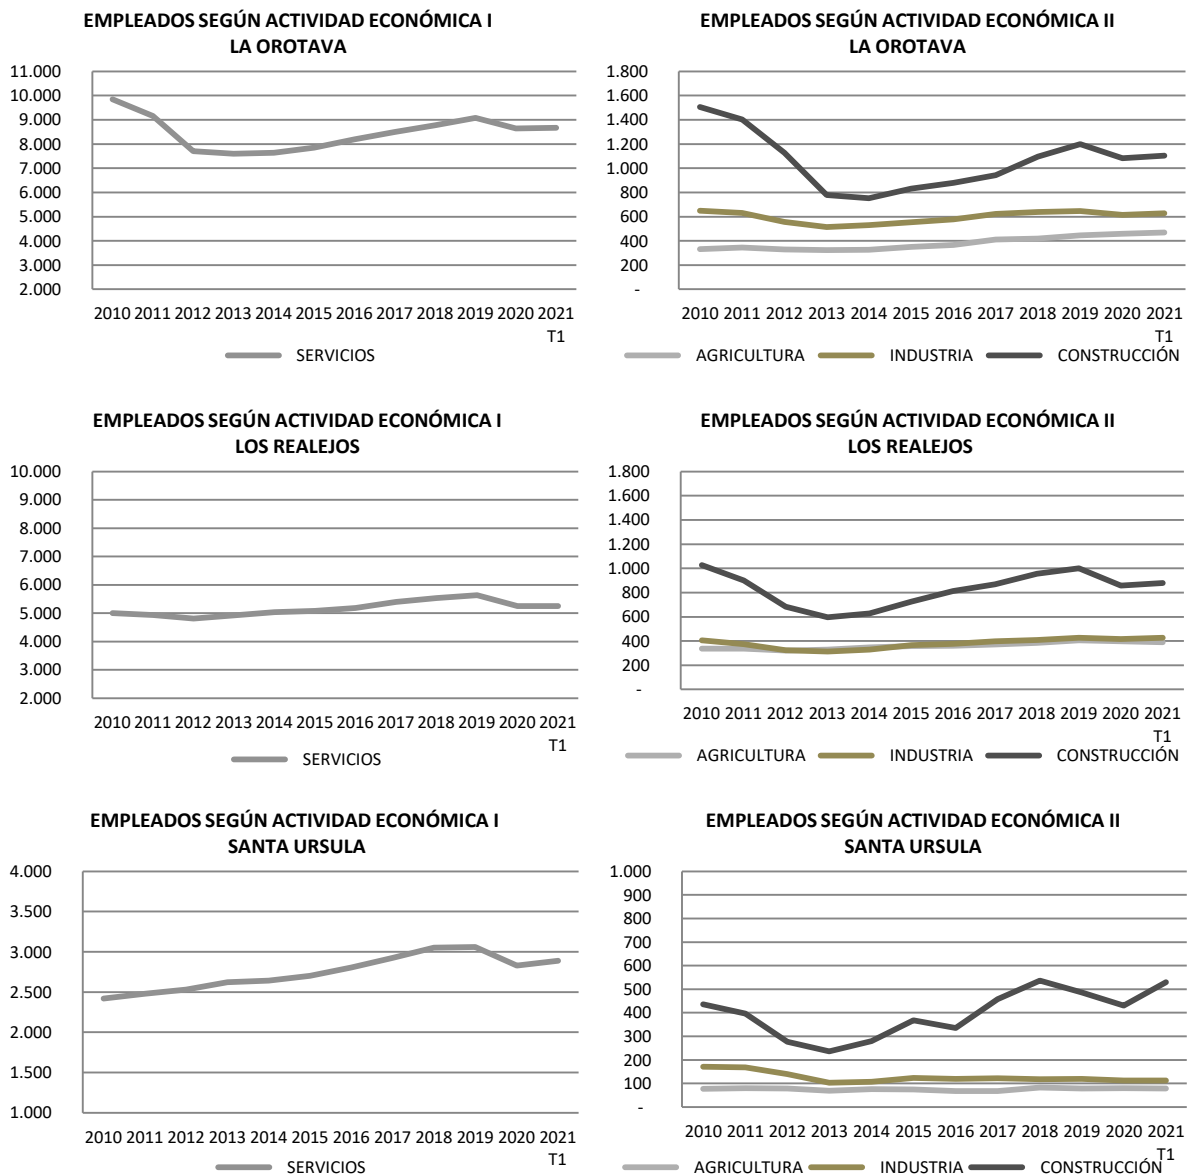 EMPLEADOS SEGÚN ACTIVIDAD ECONÓMICA I
LA OROTAVA
11.000
10.000
9.000
8.000
7.000
6.000
5.000
4.000
3.000
2.000
2010 2011 2012 2013 2014 2015 2016 2017 2018 2019 2020 2021
T1
SERVICIOS
EMPLEADOS SEGÚN ACTIVIDAD ECONÓMICA II
LA OROTAVA
1.800
1.600
1.400
1.200
1.000
800
600
400
200
-
2010 2011 2012 2013 2014 2015 2016 2017 2018 2019 2020 2021
T1
AGRICULTURA INDUSTRIA CONSTRUCCIÓN
EMPLEADOS SEGÚN ACTIVIDAD ECONÓMICA I
LOS REALEJOS
10.000
9.000
8.000
7.000
6.000
5.000
4.000
3.000
2.000
2010 2011 2012 2013 2014 2015 2016 2017 2018 2019 2020 2021
T1
SERVICIOS
EMPLEADOS SEGÚN ACTIVIDAD ECONÓMICA II
LOS REALEJOS
1.800
1.600
1.400
1.200
1.000
800
600
400
200
-
2010 2011 2012 2013 2014 2015 2016 2017 2018 2019 2020 2021
T1
AGRICULTURA INDUSTRIA CONSTRUCCIÓN
EMPLEADOS SEGÚN ACTIVIDAD ECONÓMICA I
SANTA URSULA
4.000
3.500
3.000
2.500
2.000
1.500
1.000
2010 2011 2012 2013 2014 2015 2016 2017 2018 2019 2020 2021
T1
SERVICIOS
EMPLEADOS SEGÚN ACTIVIDAD ECONÓMICA II
SANTA URSULA
1.000
900
800
700
600
500
400
300
200
100
-
2010 2011 2012 2013 2014 2015 2016 2017 2018 2019 2020 2021
T1
AGRICULTURA INDUSTRIA CONSTRUCCIÓN